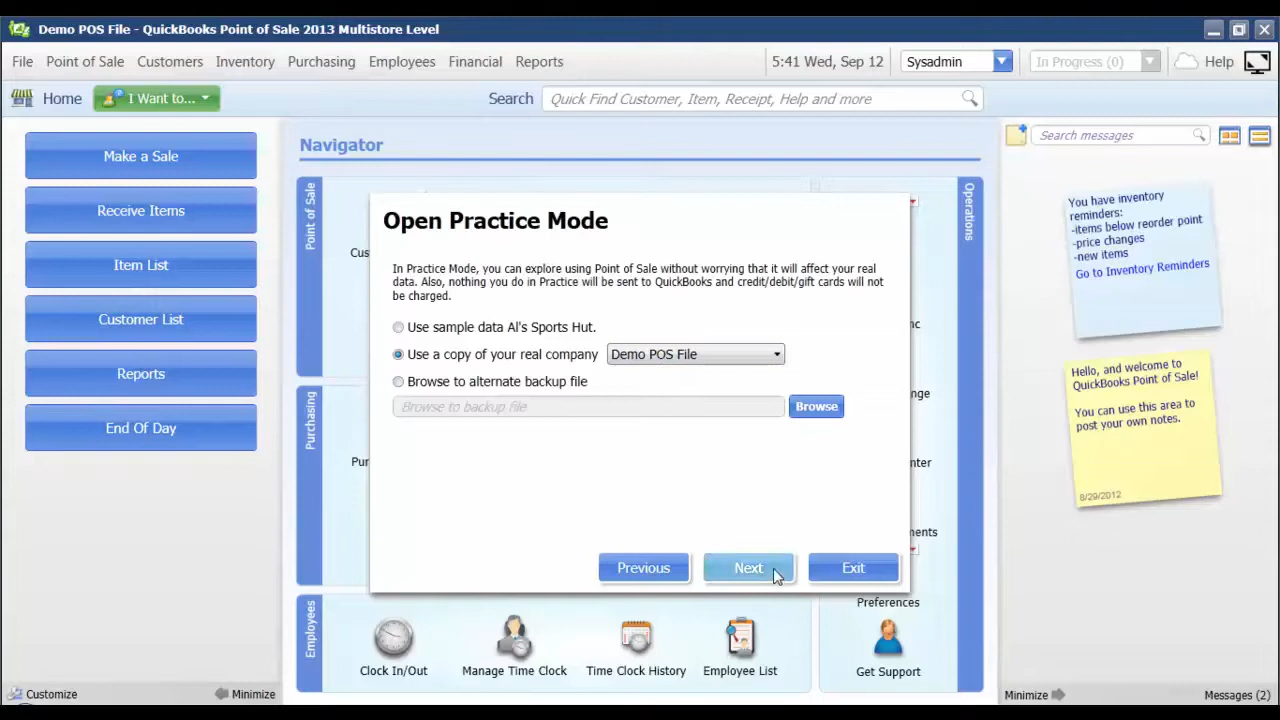 Demo POS File - QuickBooks Point of Sale 2013 Multistore Level
File Point of Sale Customers Inventory Purchasing Employees Financial Reports 5:41 Wed, Sep 12 Sysadmin In Progress (0) Help
Home I Want to... Search Quick Find Customer, Item, Receipt, Help and more
Search messages
Make a Sale
Receive Items
Item List
Customer List
Reports
End Of Day
Navigator
Point of Sale
Cus
Purchasing
Pur
Open Practice Mode
In Practice Mode, you can explore using Point of Sale without worrying that it will affect your real
data. Also, nothing you do in Practice will be sent to QuickBooks and credit/debit/gift cards will not
be charged.
Use sample data Al's Sports Hut.
Use a copy of your real company Demo POS File
Browse to alternate backup file
Browse to backup file Browse
Previous Next Exit
Operations
nc
nge
nter
ments
Employees
Clock In/Out Manage Time Clock Time Clock History Employee List
Preferences
Get Support
You have inventory
reminders:
-items below reorder point
-price changes
-new items
Go to Inventory Reminders
Hello, and welcome to
QuickBooks Point of Sale!
You can use this area to
post your own notes.
8/29/2012
Customize Minimize Minimize Messages (2)